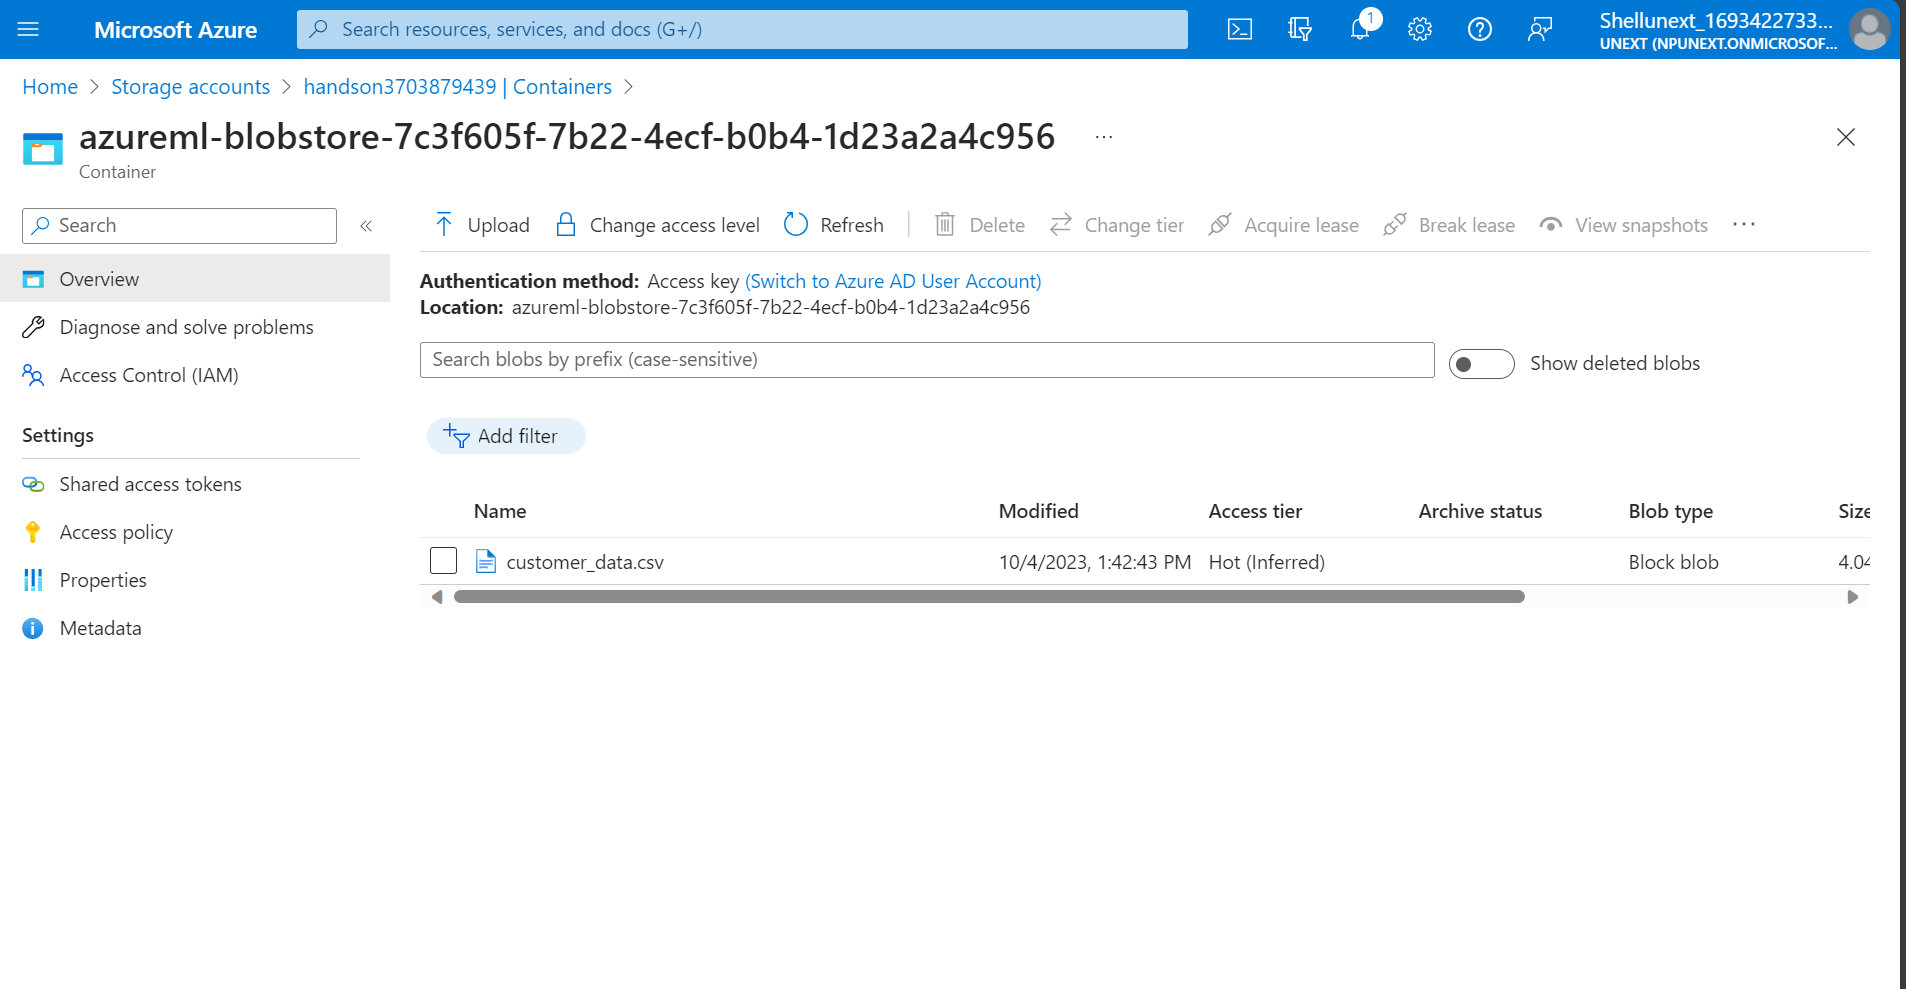 Microsoft Azure
Search resources, services, and docs (G+/)
1
Shellunext_1693422733...
UNEXT (NPUNEXT.ONMICROSOF...
Home > Storage accounts > handson3703879439 | Containers >
azureml-blobstore-7c3f605f-7b22-4ecf-b0b4-1d23a2a4c956 ...
Container
Search
«
Upload Change access level Refresh Delete Change tier Acquire lease Break lease View snapshots ...
Overview
Diagnose and solve problems
Access Control (IAM)
Settings
Shared access tokens
Access policy
Properties
Metadata
Authentication method: Access key (Switch to Azure AD User Account)
Location: azureml-blobstore-7c3f605f-7b22-4ecf-b0b4-1d23a2a4c956
Search blobs by prefix (case-sensitive)
Show deleted blobs
Add filter
Name Modified Access tier Archive status Blob type Size
customer_data.csv 10/4/2023, 1:42:43 PM Hot (Inferred) Block blob 4.04